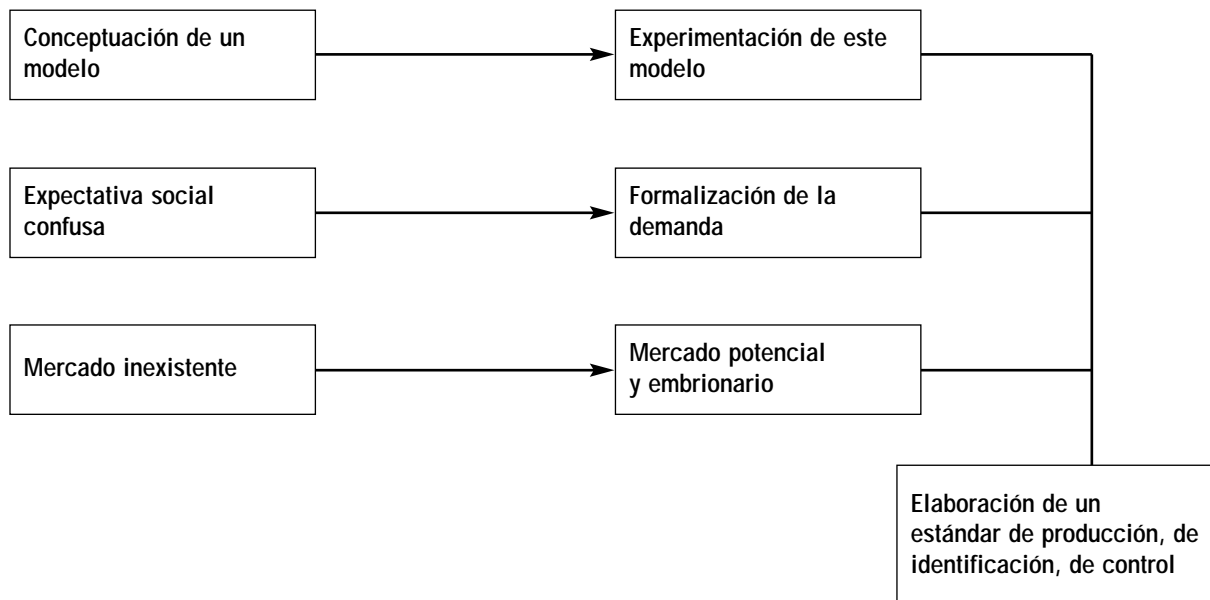 Conceptuación de un
modelo
Experimentación de este
modelo
Expectativa social
confusa
Formalización de la
demanda
Mercado inexistente
Mercado potencial
y embrionario
Elaboración de un
estándar de producción, de
identificación, de control